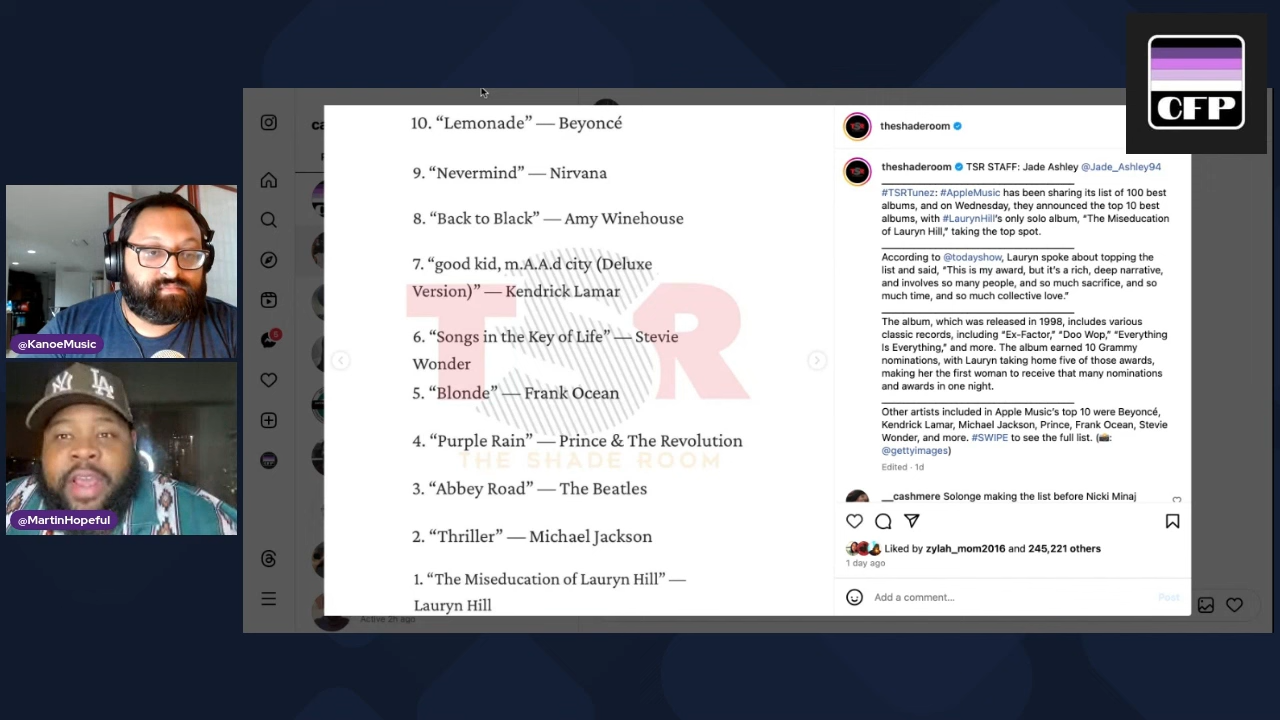 CFP
10. “Lemonade” — Beyoncé
9. “Nevermind” — Nirvana
8. “Back to Black” — Amy Winehouse
7. “good kid, m.A.A.d city (Deluxe
Version)” — Kendrick Lamar
6. “Songs in the Key of Life” — Stevie
Wonder
5. “Blonde” — Frank Ocean
4. “Purple Rain” — Prince & The Revolution
3. “Abbey Road” — The Beatles
2. “Thriller” — Michael Jackson
1. “The Miseducation of Lauryn Hill” —
Lauryn Hill
TSR
THE SHADE ROOM
theshaderoom
theshaderoom TSR STAFF: Jade Ashley @Jade_Ashley94
#TSRTunez: #AppleMusic has been sharing its list of 100 best
albums, and on Wednesday, they announced the top 10 best
albums, with #LaurynHill’s only solo album, “The Miseducation
of Lauryn Hill,” taking the top spot.
According to @todayshow, Lauryn spoke about topping the
list and said, “This is my award, but it’s a rich, deep narrative,
and involves so many people, and so much sacrifice, and so
much time, and so much collective love.”
The album, which was released in 1998, includes various
classic records, including “Ex-Factor,” “Doo Wop,” “Everything
Is Everything,” and more. The album earned 10 Grammy
nominations, with Lauryn taking home five of those awards,
making her the first woman to receive that many nominations
and awards in one night.
Other artists included in Apple Music’s top 10 were Beyoncé,
Kendrick Lamar, Michael Jackson, Prince, Frank Ocean, Stevie
Wonder, and more. #SWIPE to see the full list. (📸:
@gettyimages)
Edited · 1d
__cashmere Solonge making the list before Nicki Minaj
Liked by zylah_mom2016 and 245,221 others
1 day ago
Add a comment...
Post
Active 2h ago
ca
5
@KanoeMusic
NY LA
@MartinHopeful